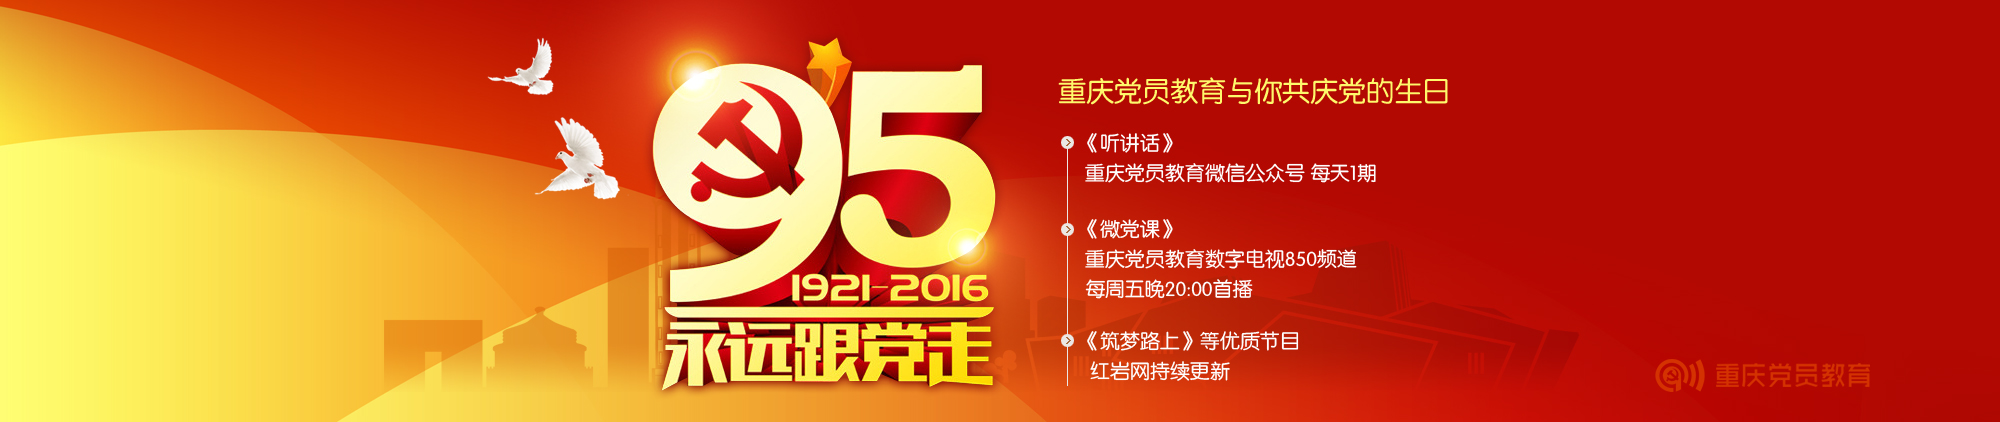 95
1921-2016
永远跟党走
重庆党员教育与你共庆党的生日
《听讲话》
重庆党员教育微信公众号 每天1期
《微党课》
重庆党员教育数字电视850频道
每周五晚20:00首播
《筑梦路上》等优质节目
红岩网持续更新
重庆党员教育